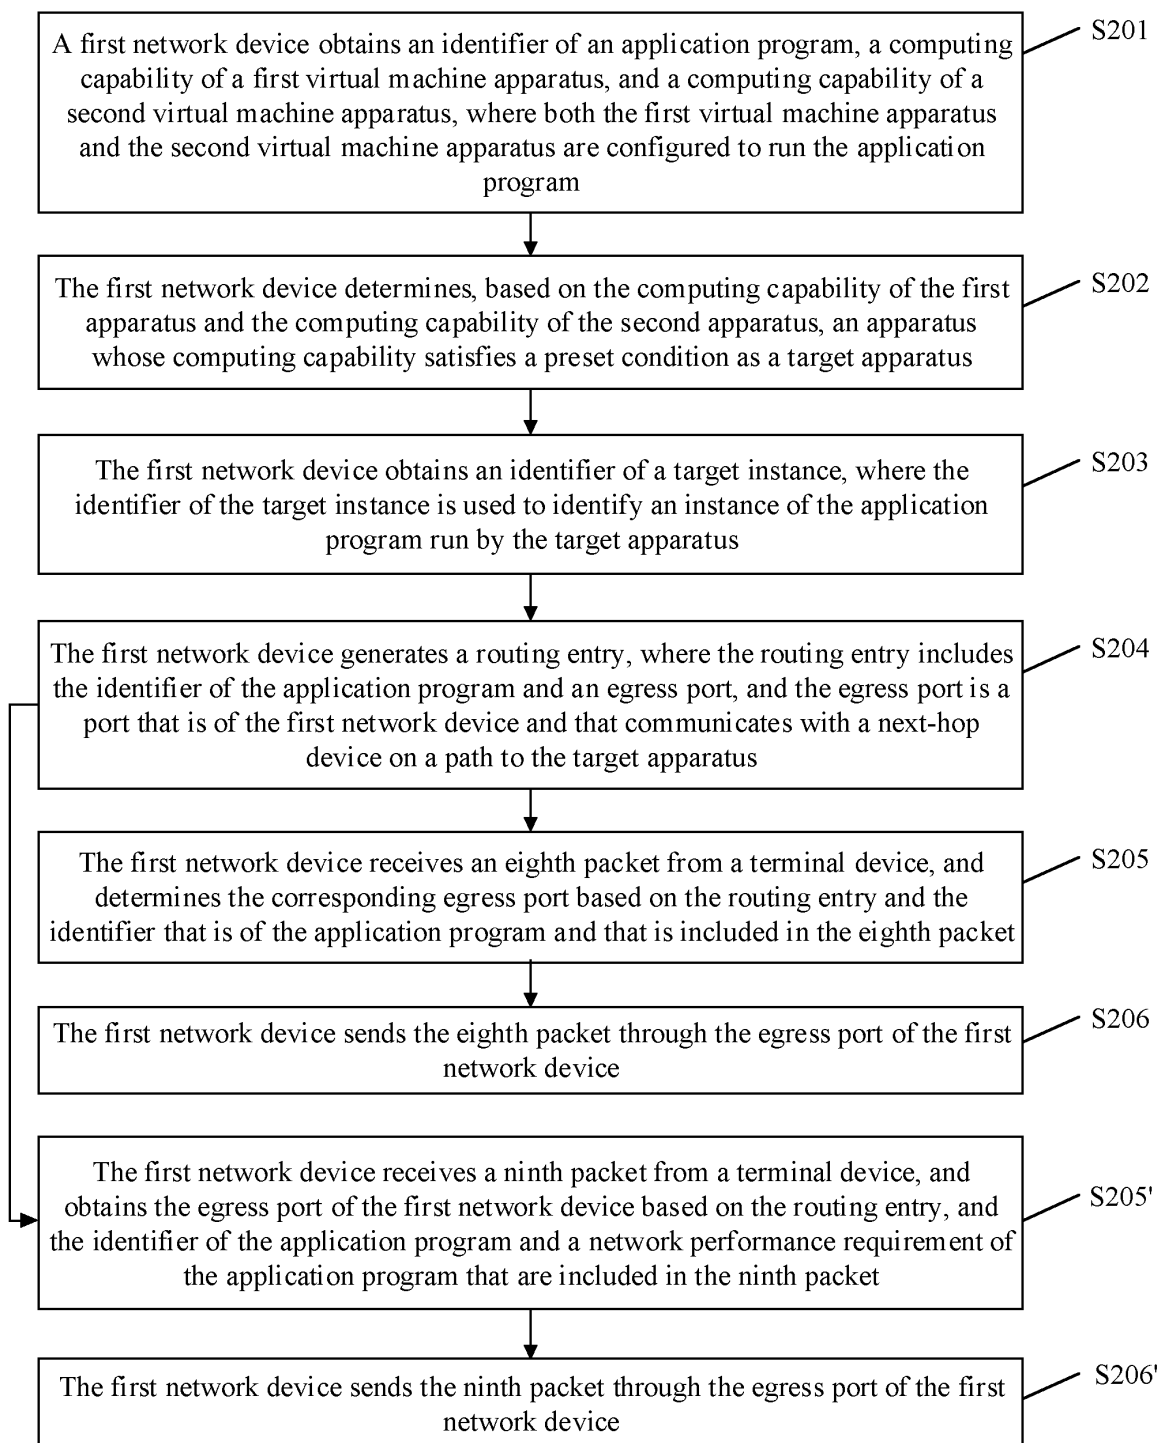 A first network device obtains an identifier of an application program, a computing
capability of a first virtual machine apparatus, and a computing capability of a
second virtual machine apparatus, where both the first virtual machine apparatus
and the second virtual machine apparatus are configured to run the application
program
S201
The first network device determines, based on the computing capability of the first
apparatus and the computing capability of the second apparatus, an apparatus
whose computing capability satisfies a preset condition as a target apparatus
S202
The first network device obtains an identifier of a target instance, where the
identifier of the target instance is used to identify an instance of the application
program run by the target apparatus
S203
The first network device generates a routing entry, where the routing entry includes
the identifier of the application program and an egress port, and the egress port is a
port that is of the first network device and that communicates with a next-hop
device on a path to the target apparatus
S204
The first network device receives an eighth packet from a terminal device, and
determines the corresponding egress port based on the routing entry and the
identifier that is of the application program and that is included in the eighth packet
S205
The first network device sends the eighth packet through the egress port of the first
network device
S206
The first network device receives a ninth packet from a terminal device, and
obtains the egress port of the first network device based on the routing entry, and
the identifier of the application program and a network performance requirement of
the application program that are included in the ninth packet
S205'
The first network device sends the ninth packet through the egress port of the first
network device
S206'